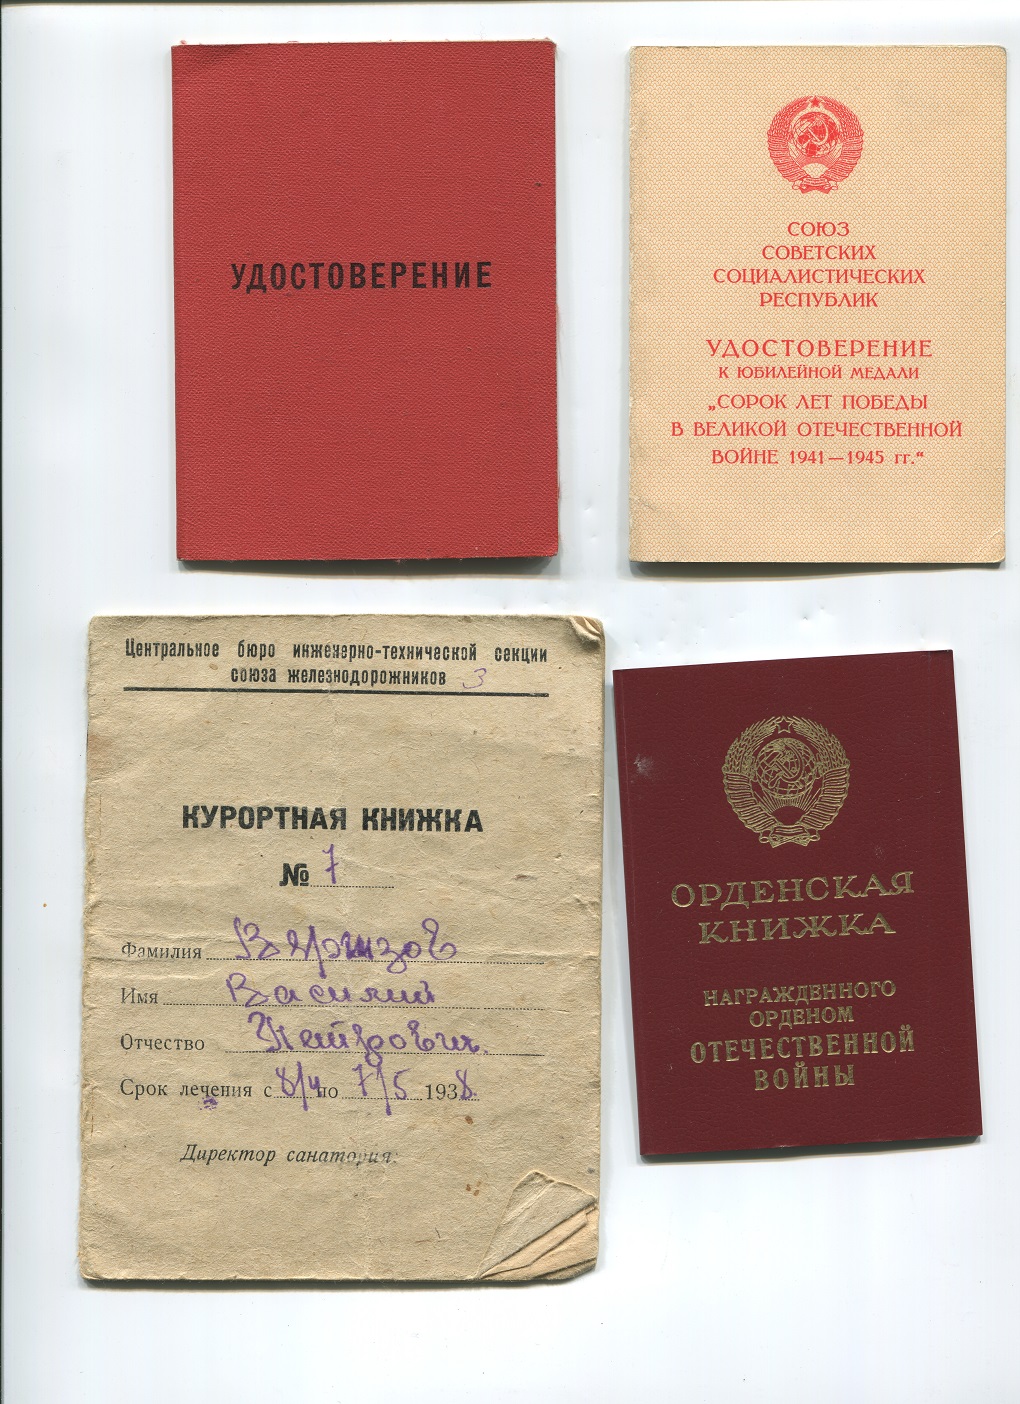 УДОСТОВЕРЕНИЕ
СОЮЗ
СОВЕТСКИХ
СОЦИАЛИСТИЧЕСКИХ
РЕСПУБЛИК
УДОСТОВЕРЕНИЕ
К ЮБИЛЕЙНОЙ МЕДАЛИ
„СОРОК ЛЕТ ПОБЕДЫ
В ВЕЛИКОЙ ОТЕЧЕСТВЕННОЙ
ВОЙНЕ 1941—1945 гг.“
Центральное бюро инженерно-технической секции
союза железнодорожников 3
КУРОРТНАЯ КНИЖКА
№ 7
Фамилия
Имя Василий
Отчество Петрович
Срок лечения с 8/4 по 7/5 1938
Директор санатория:
ОРДЕНСКАЯ
КНИЖКА
НАГРАЖДЕННОГО
ОРДЕНОМ
ОТЕЧЕСТВЕННОЙ
ВОЙНЫ